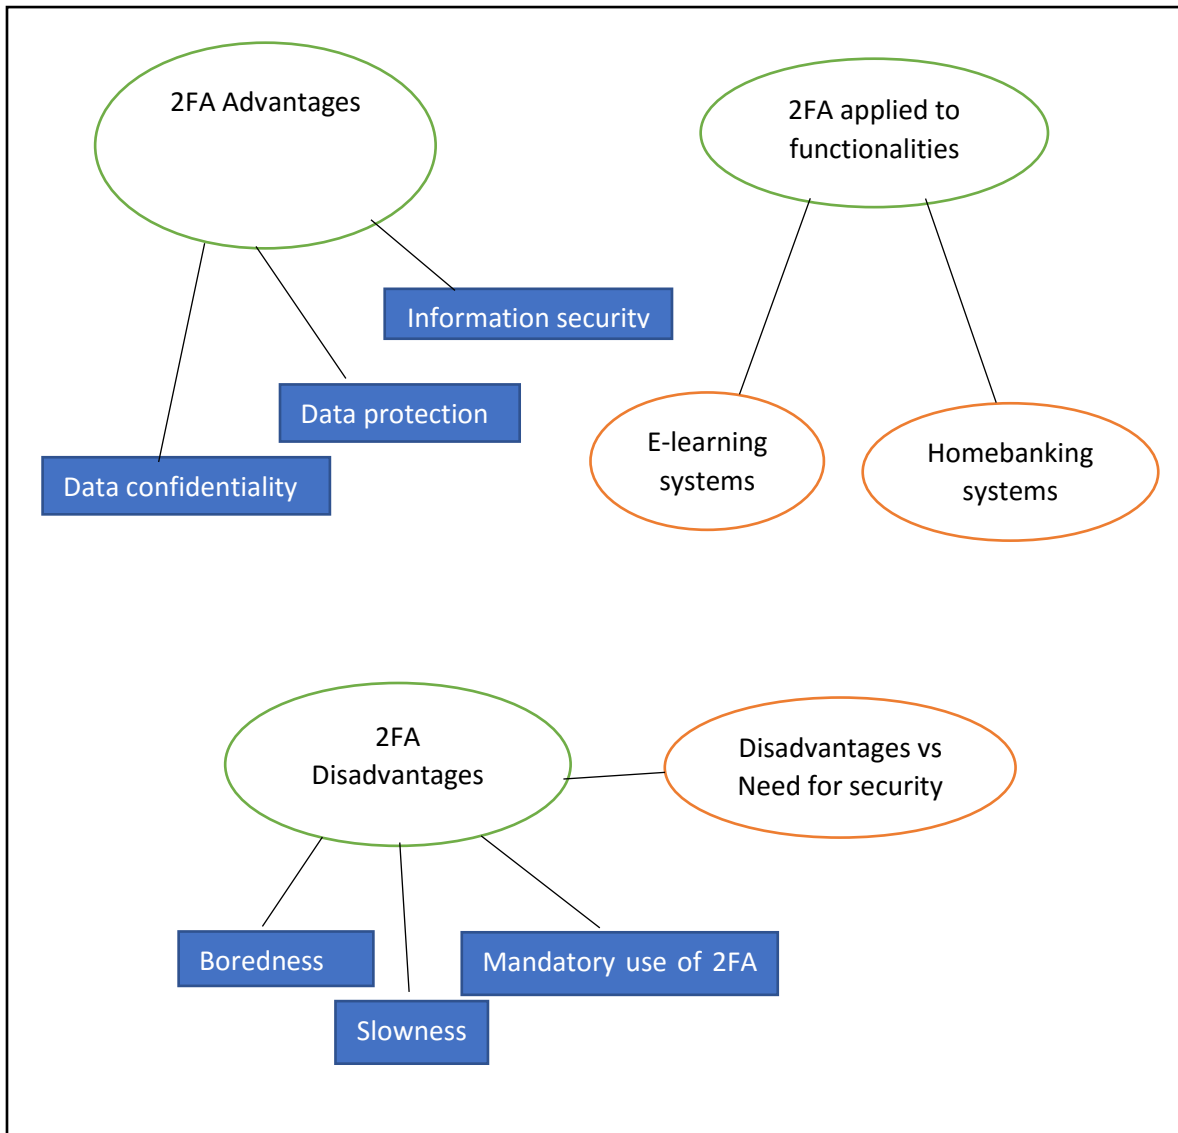 2FA Advantages
2FA applied to
functionalities
Information security
Data protection
Data confidentiality
E-learning
systems
Homebanking
systems
2FA
Disadvantages
Disadvantages vs
Need for security
Boredness
Mandatory use of 2FA
Slowness